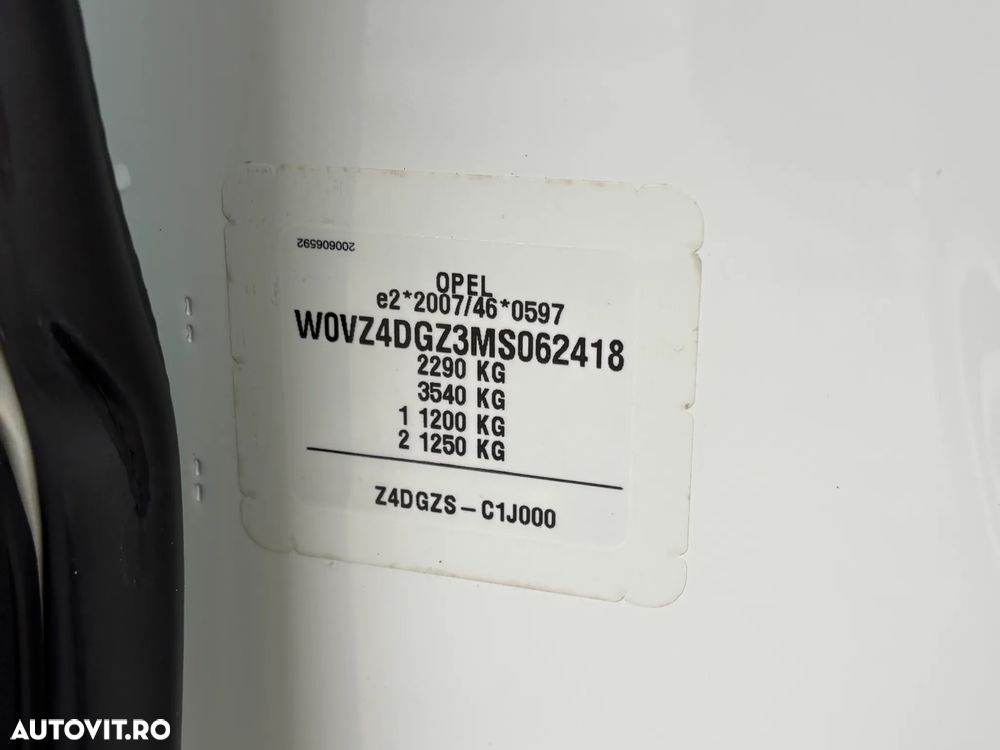 200606592
OPEL
e2*2007/46*0597
W0VZ4DGZ3MS062418
2290 KG
3540 KG
1 1200 KG
2 1250 KG
Z4DGZS - C1J000
AUTOVIT.RO